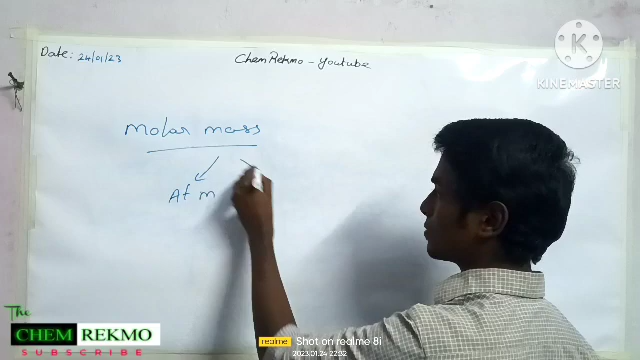 Date: 24/01/23
ChemRekmo - Youtube
KINEMASTER
Molar mass
At m
The
CHEM REKMO
SUBSCRIBE
realme Shot on realme 8i
2023.01.24 22:02